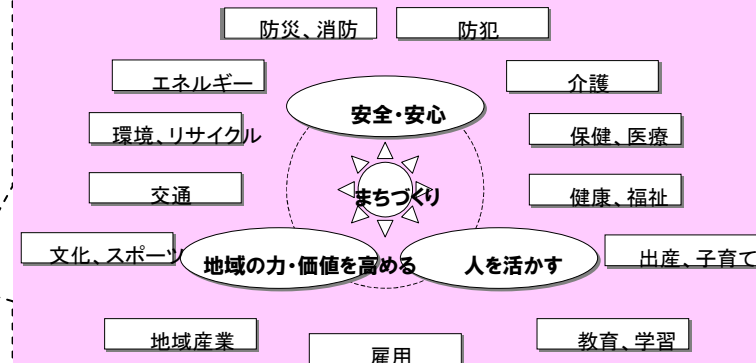 防災、消防
防犯
エネルギー
介護
安全・安心
環境、リサイクル
保健、医療
まちづくり
交通
健康、福祉
文化、スポーツ
地域の力・価値を高める
人を活かす
出産、子育て
地域産業
雇用
教育、学習